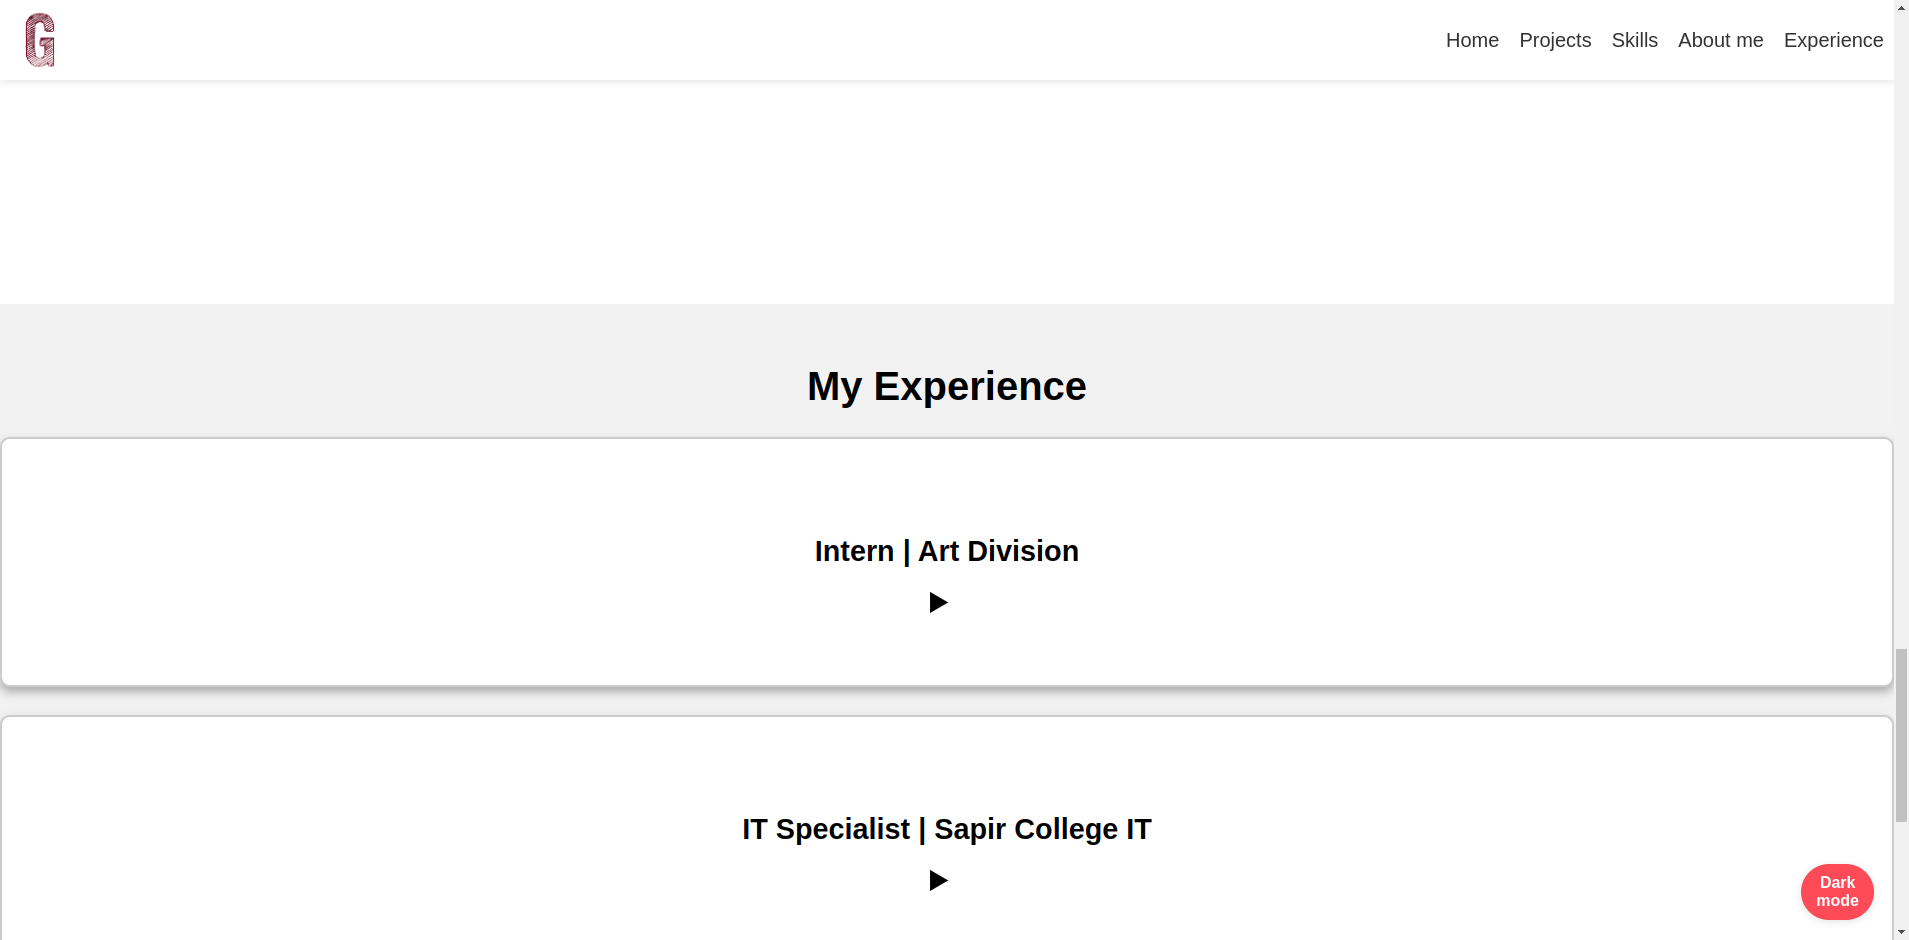 G
Home Projects Skills About me Experience
My Experience
Intern | Art Division
IT Specialist | Sapir College IT
Dark
mode